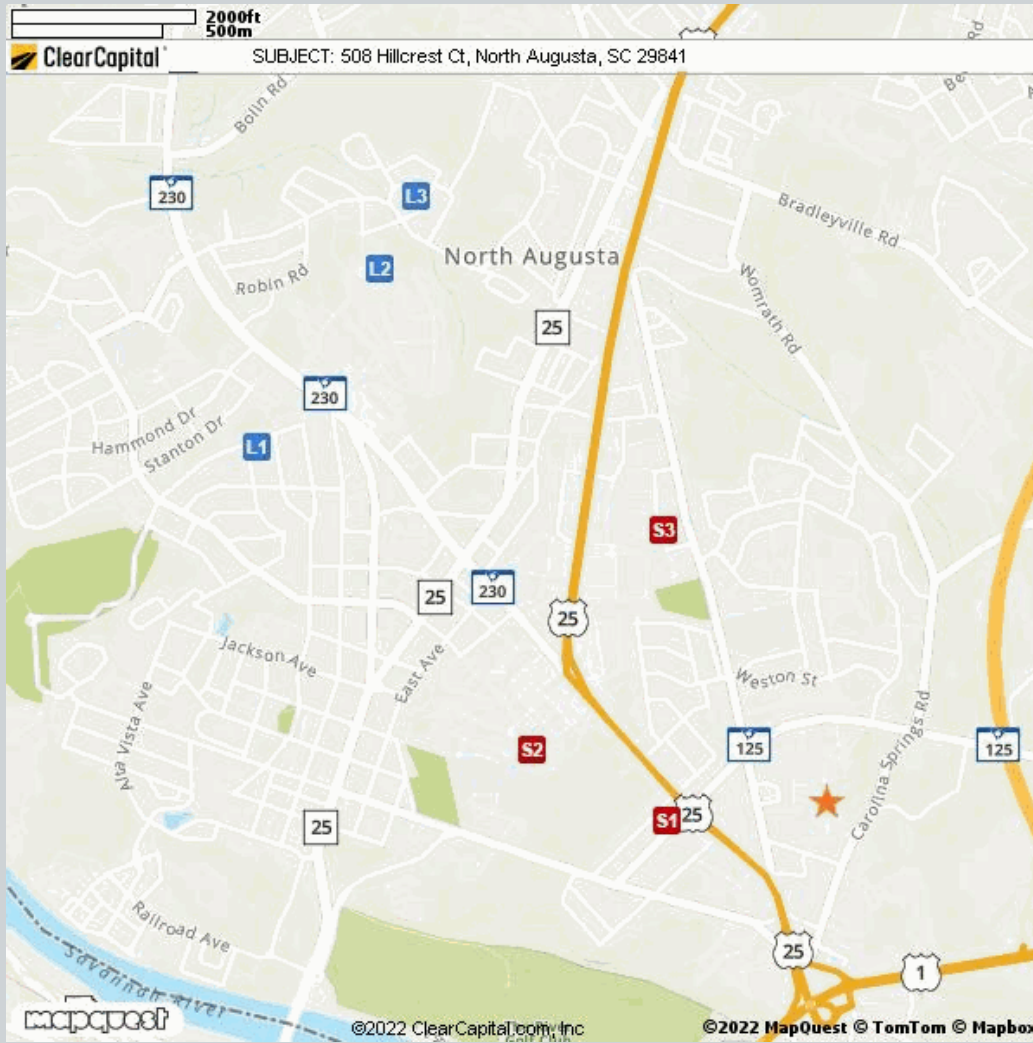 2000ft
500m
ClearCapital
SUBJECT: 508 Hillcrest Ct, North Augusta, SC 29841
Bolin Rd
230
L3
Bradleyville Rd
North Augusta
L2
Robin Rd
Womrath Rd
25
230
Hammond Dr
Stanton Dr
L1
S3
230
25
25
Jackson Ave
East Ave
Weston St
Alta Vista Ave
Carolina Springs Rd
125
125
S2
S1
25
25
Railroad Ave
Savannah River
25
1
mapquest
©2022 ClearCapital.com, Inc
Golf Club
©2022 MapQuest © TomTom © Mapbox